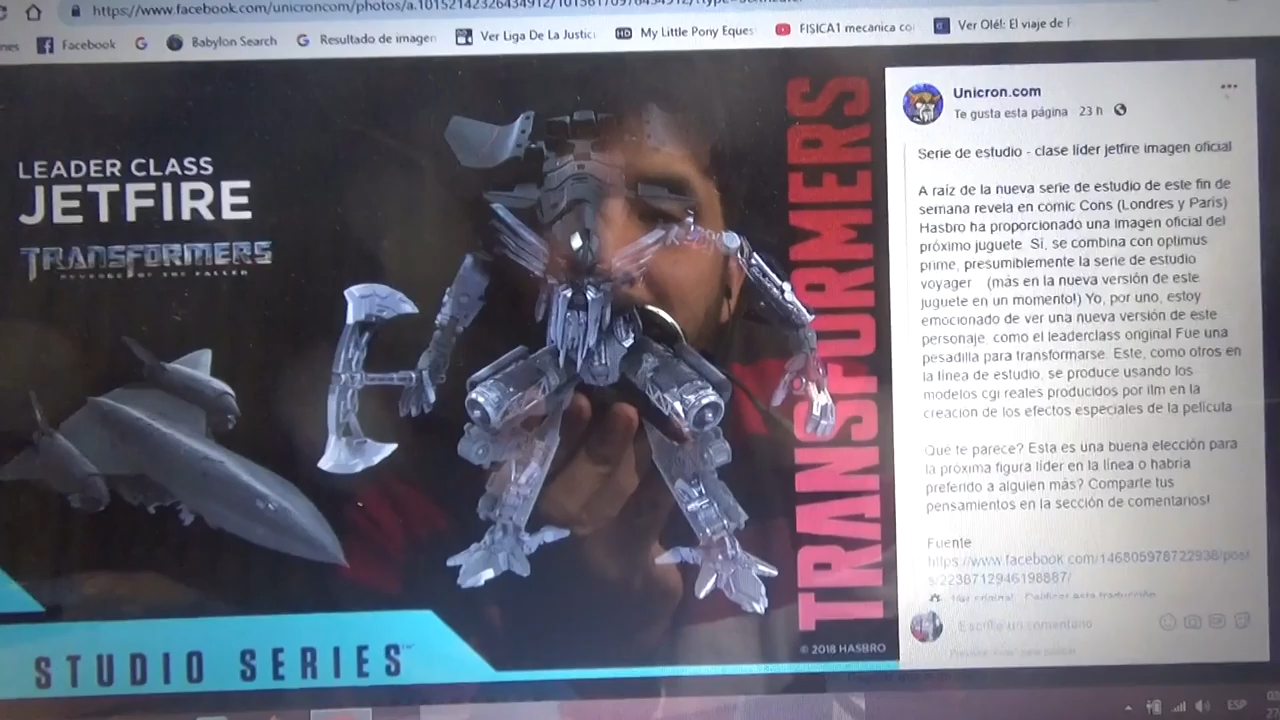 https://www.facebook.com/unicroncom/photos/a.10152142326434912/
Facebook
Babylon Search
Resultado de imagen
Ver Liga De La Justici
My Little Pony Eques
FISICA1 mecanica co
Ver Olé!: El viaje de F
LEADER CLASS
JETFIRE
TRANSFORMERS
REVENGE OF THE FALLEN
TRANSFORMERS
STUDIO SERIES™
© 2018 HASBRO
Unicron.com
Te gusta esta página 23 h
Serie de estudio - clase líder jetfire imagen oficial
A raíz de la nueva serie de estudio de este fin de
semana revela en comic Cons (Londres y París)
Hasbro ha proporcionado una imagen oficial del
próximo juguete. Sí, se combina con optimus
prime, presumiblemente la serie de estudio
voyager (más en la nueva versión de este
juguete en un momento!) Yo, por uno, estoy
emocionado de ver una nueva versión de este
personaje, como el leaderclass original Fue una
pesadilla para transformarse. Este, como otros en
la línea de estudio, se produce usando los
modelos cgi reales producidos por ilm en la
creación de los efectos especiales de la película
Qué te parece? Esta es una buena elección para
la próxima figura líder en la línea o habría
preferido a alguien más? Comparte tus
pensamientos en la sección de comentarios!
Fuente
https://www.facebook.com/146805978722938/post
s/2238712946198887/
Escribe un comentario
ESP